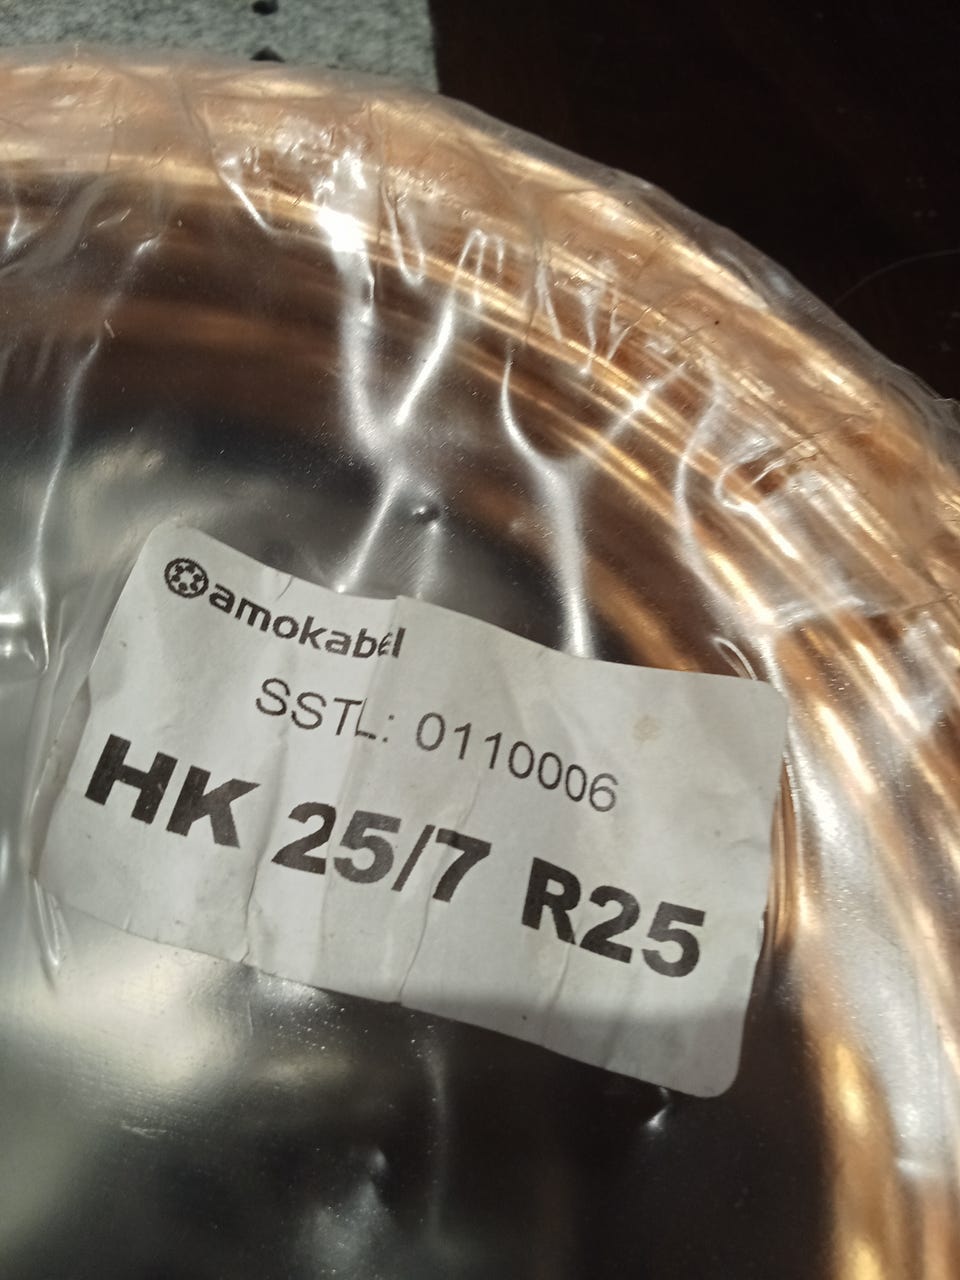 amokabel
SSTL: 0110006
HK 25/7 R25